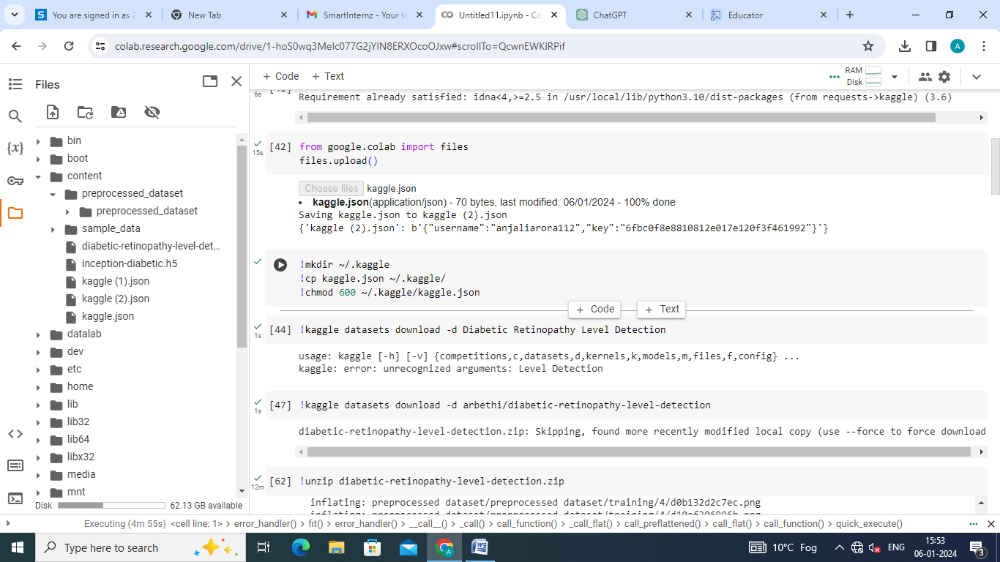 You are signed in as 2
New Tab
SmartInternz - Your te
Untitled11.ipynb - Co
ChatGPT
Educator
colab.research.google.com/drive/1-hoS0wq3MeIc077G2jYIN8ERXOcoOJxw#scrollTo=QcwnEWKIRPif
A
Files
+ Code + Text
RAM
Disk
6s
Requirement already satisfied: idna<4,>=2.5 in /usr/local/lib/python3.10/dist-packages (from requests->kaggle) (3.6)
bin
boot
content
preprocessed_dataset
preprocessed_dataset
sample_data
diabetic-retinopathy-level-det...
inception-diabetic.h5
kaggle (1).json
kaggle (2).json
kaggle.json
datalab
dev
etc
home
lib
lib32
lib64
libx32
media
mnt
Disk 62.13 GB available
[42] from google.colab import files
15s
files.upload()
Choose files kaggle.json
• kaggle.json(application/json) - 70 bytes, last modified: 06/01/2024 - 100% done
Saving kaggle.json to kaggle (2).json
{'kaggle (2).json': b'{"username":"anjaliarora112","key":"6fbc0f8e8810812e017e120f3f461992"}'}
!mkdir ~/.kaggle
!cp kaggle.json ~/.kaggle/
!chmod 600 ~/.kaggle/kaggle.json
+ Code + Text
[44] !kaggle datasets download -d Diabetic Retinopathy Level Detection
1s
usage: kaggle [-h] [-v] {competitions,c,datasets,d,kernels,k,models,m,files,f,config} ...
kaggle: error: unrecognized arguments: Level Detection
[47] !kaggle datasets download -d arbethi/diabetic-retinopathy-level-detection
1s
diabetic-retinopathy-level-detection.zip: Skipping, found more recently modified local copy (use --force to force download
[62] !unzip diabetic-retinopathy-level-detection.zip
12m
inflating: preprocessed dataset/preprocessed dataset/training/4/d0b132d2c7ec.png
Executing (4m 55s) <cell line: 1> > error_handler() > fit() > error_handler() > __call__() > _call() > call_function() > _call_flat() > call_preflattened() > call_flat() > call_function() > quick_execute()
Type here to search
10°C Fog
ENG
15:53
06-01-2024
3